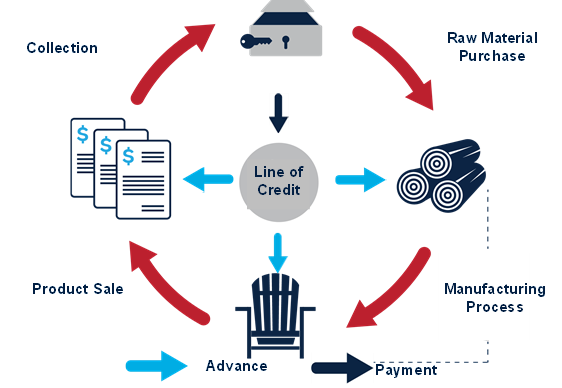 Collection
Raw Material
Purchase
$
$
$
Line of
Credit
Product Sale
Manufacturing
Process
Advance
Payment